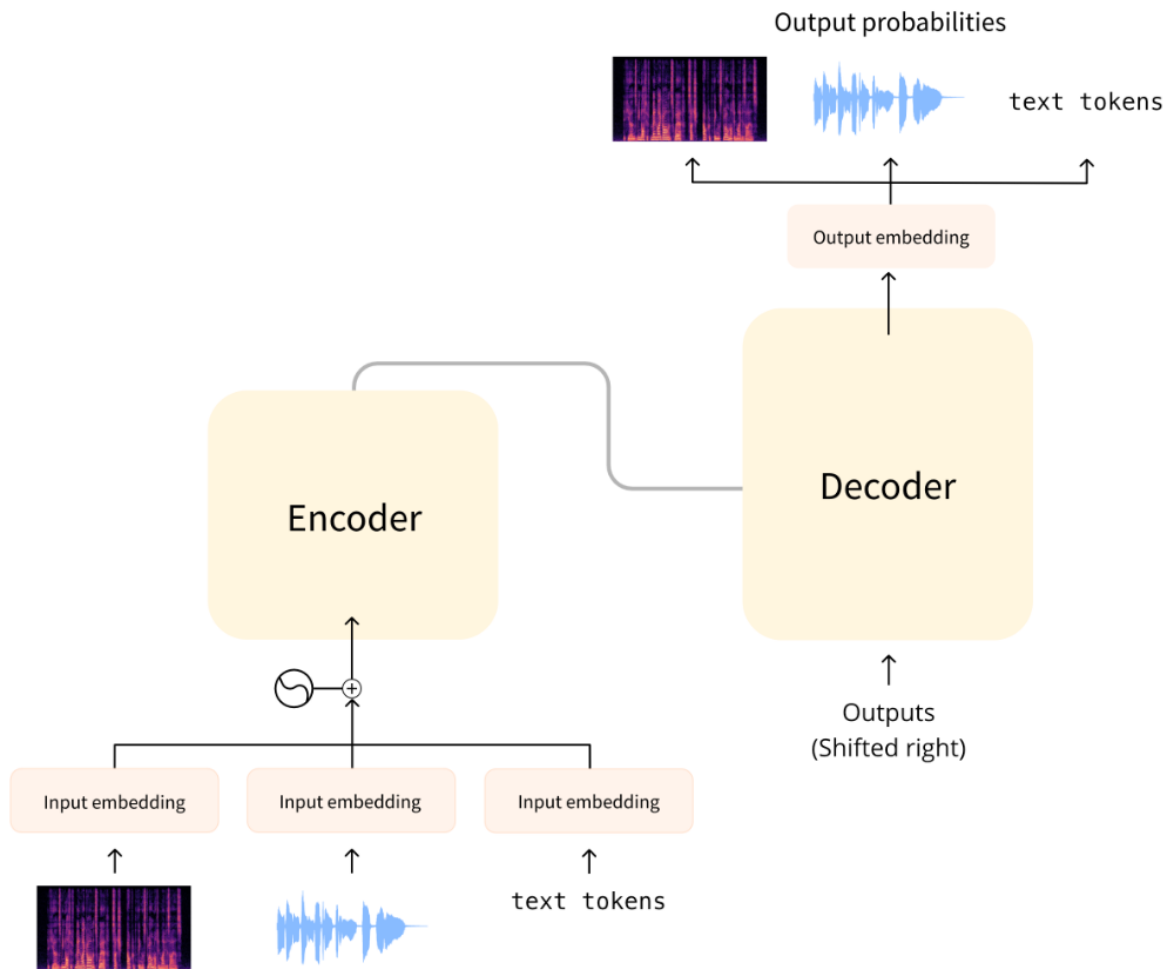 Output probabilities
text tokens
Output embedding
Encoder
Decoder
Outputs
(Shifted right)
Input embedding
Input embedding
Input embedding
text tokens